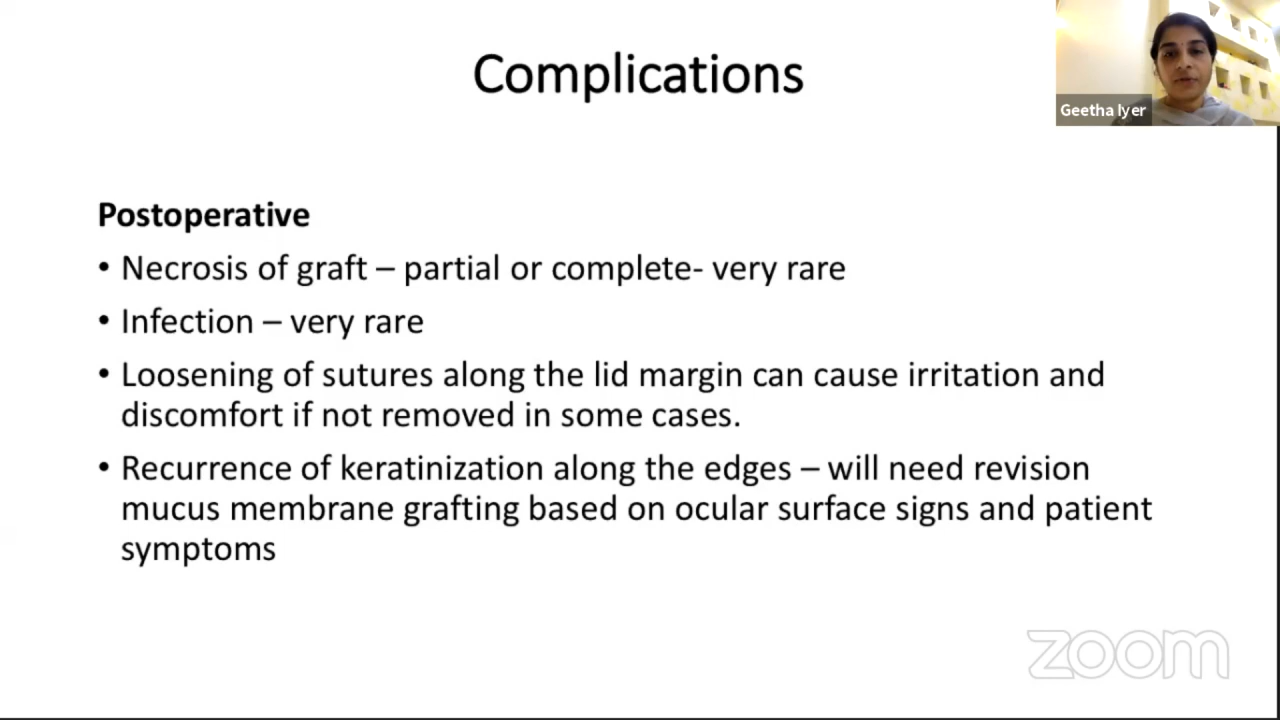 Complications
Geetha Iyer
Postoperative
• Necrosis of graft – partial or complete- very rare
• Infection – very rare
• Loosening of sutures along the lid margin can cause irritation and
discomfort if not removed in some cases.
• Recurrence of keratinization along the edges – will need revision
mucus membrane grafting based on ocular surface signs and patient
symptoms
zoom